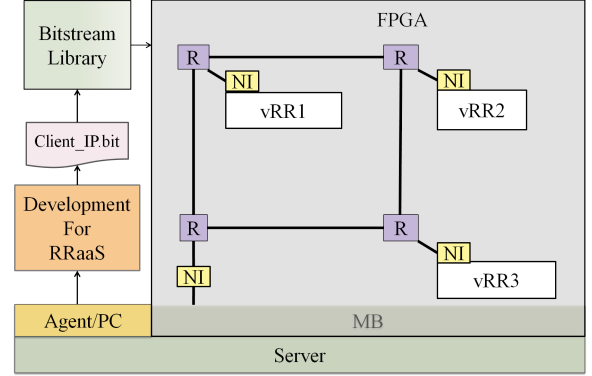 Bitstream
Library
FPGA
R
R
NI
NI
vRR1
vRR2
Client_IP.bit
Development
For
RRaaS
R
R
NI
NI
vRR3
Agent/PC
MB
Server